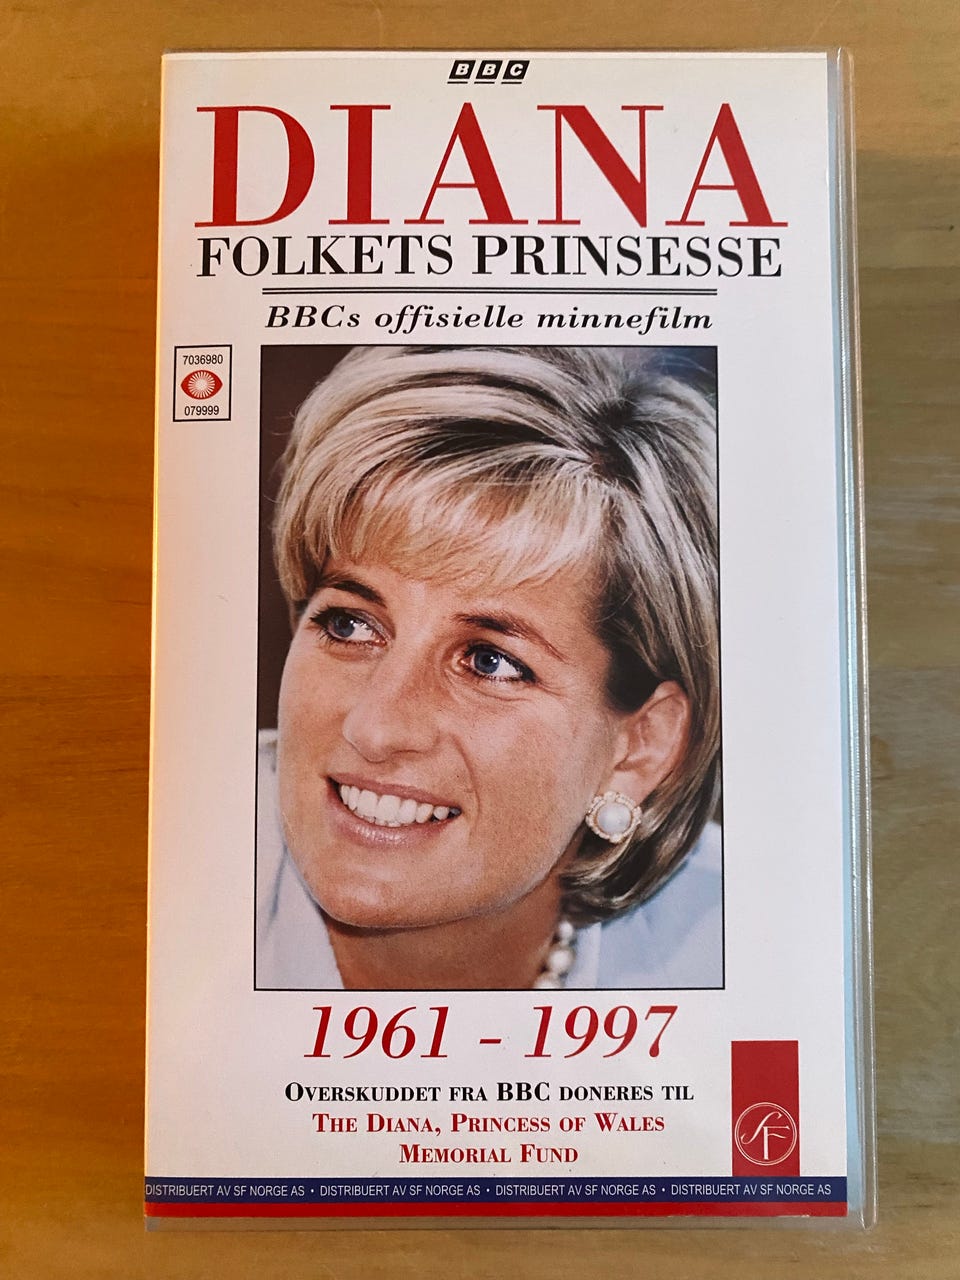 BBC
DIANA
FOLKETS PRINSESSE
BBCs offisielle minnefilm
7036980
079999
1961 - 1997
OVERSKUDDET FRA BBC DONERES TIL
THE DIANA, PRINCESS OF WALES
MEMORIAL FUND
SF
DISTRIBUERT AV SF NORGE AS • DISTRIBUERT AV SF NORGE AS • DISTRIBUERT AV SF NORGE AS • DISTRIBUERT AV SF NORGE AS